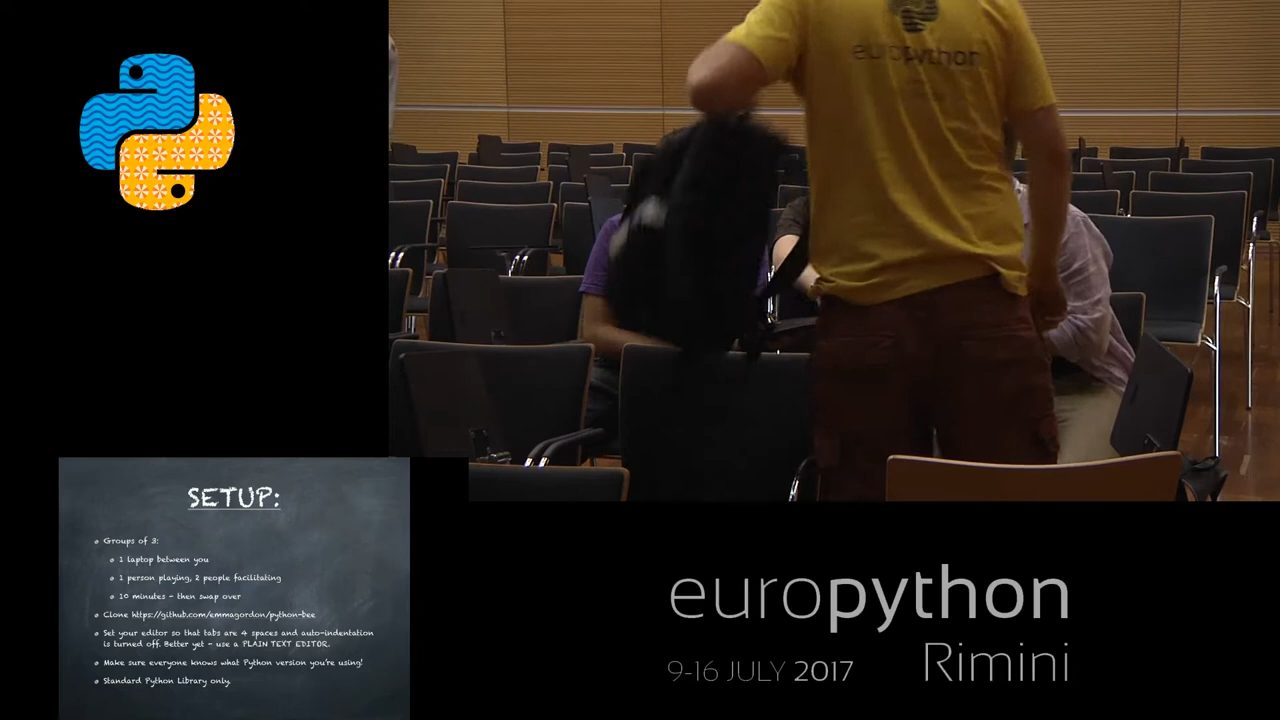 europython
SETUP:
Groups of 3:
1 laptop between you
1 person playing, 2 people facilitating
10 minutes - then swap over
Clone https://github.com/emmagordon/python-bee
Set your editor so that tabs are 4 spaces and auto-indentation
is turned off. Better yet - use a PLAIN TEXT EDITOR.
Make sure everyone knows what Python version you're using!
Standard Python Library only.
europython
9-16 JULY 2017 Rimini